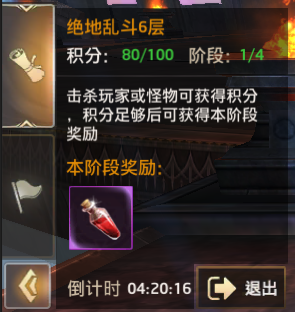 绝地乱斗6层
积分：80/100 阶段：1/4
击杀玩家或怪物可获得积分
，积分足够后可获得本阶段
奖励
本阶段奖励：
倒计时 04:20:16 退出